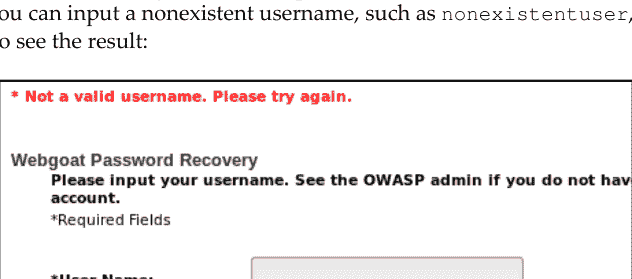 ou can input a nonexistent username, such as nonexistentuser,
o see the result:
* Not a valid username. Please try again.
Webgoat Password Recovery
Please input your username. See the OWASP admin if you do not hav
account.
*Required Fields
*User Name: